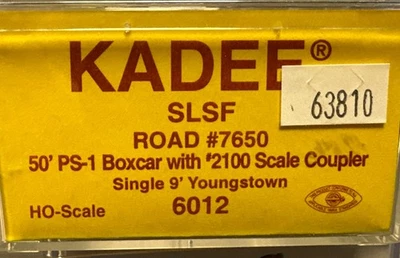 KADEE®
63810
SLSF
ROAD #7650
50' PS-1 Boxcar with #2100 Scale Coupler
Single 9' Youngstown
HO-Scale
6012